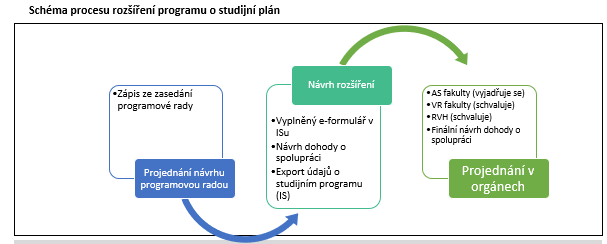 Schéma procesu rozšíření programu o studijní plán
•Zápis ze zasedání
programové rady
Projednání návrhu
programovou radou
Návrh rozšíření
•Vyplněný e-formulář v
ISu
•Návrh dohody o
spolupráci
•Export údajů o
studijním programu
(IS)
•AS fakulty (vyjadřuje se)
•VR fakulty (schvaluje)
•RVH (schvaluje)
•Finální návrh dohody o
spolupráci
Projednání v
orgánech